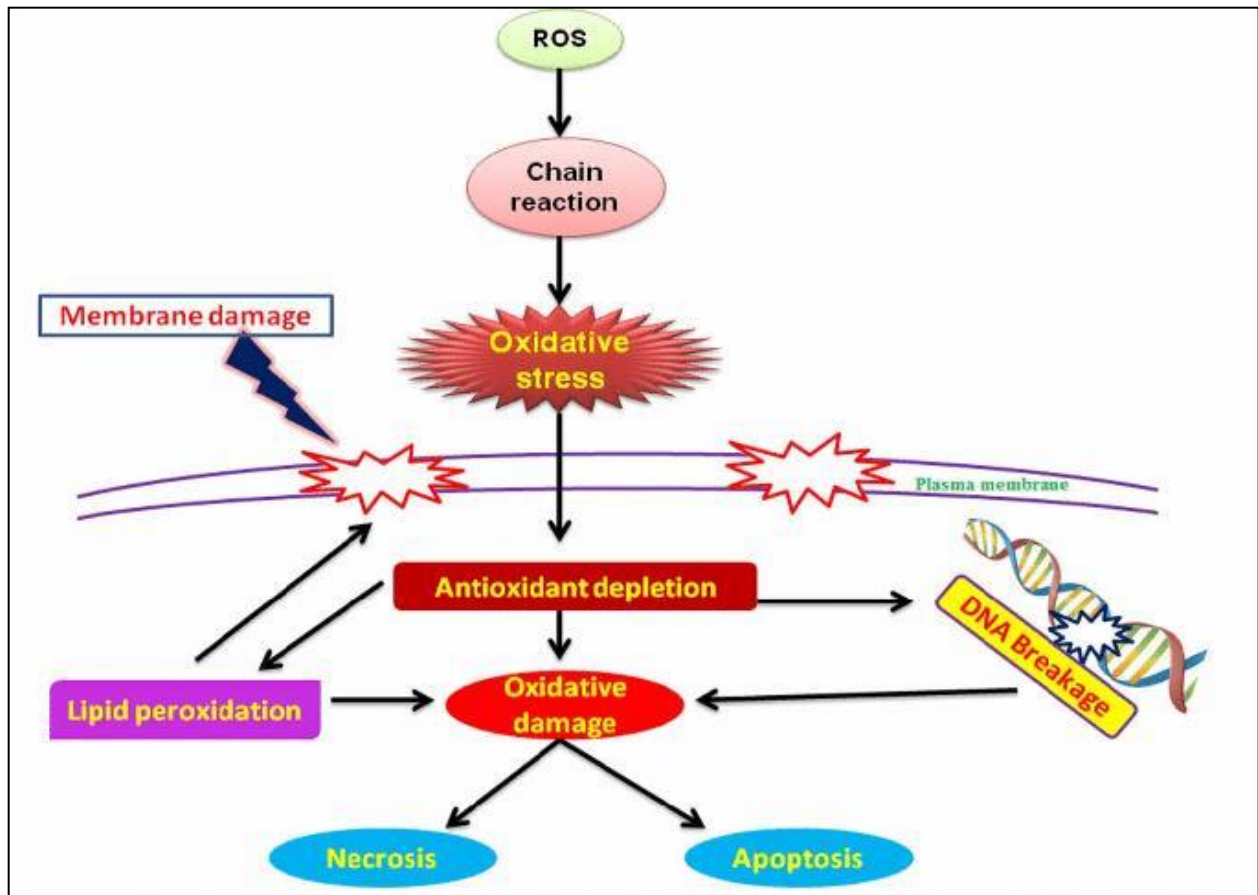 ROS
Chain
reaction
Membrane damage
Oxidative
stress
Plasma membrane
Antioxidant depletion
DNA Breakage
Lipid peroxidation
Oxidative
damage
Necrosis
Apoptosis